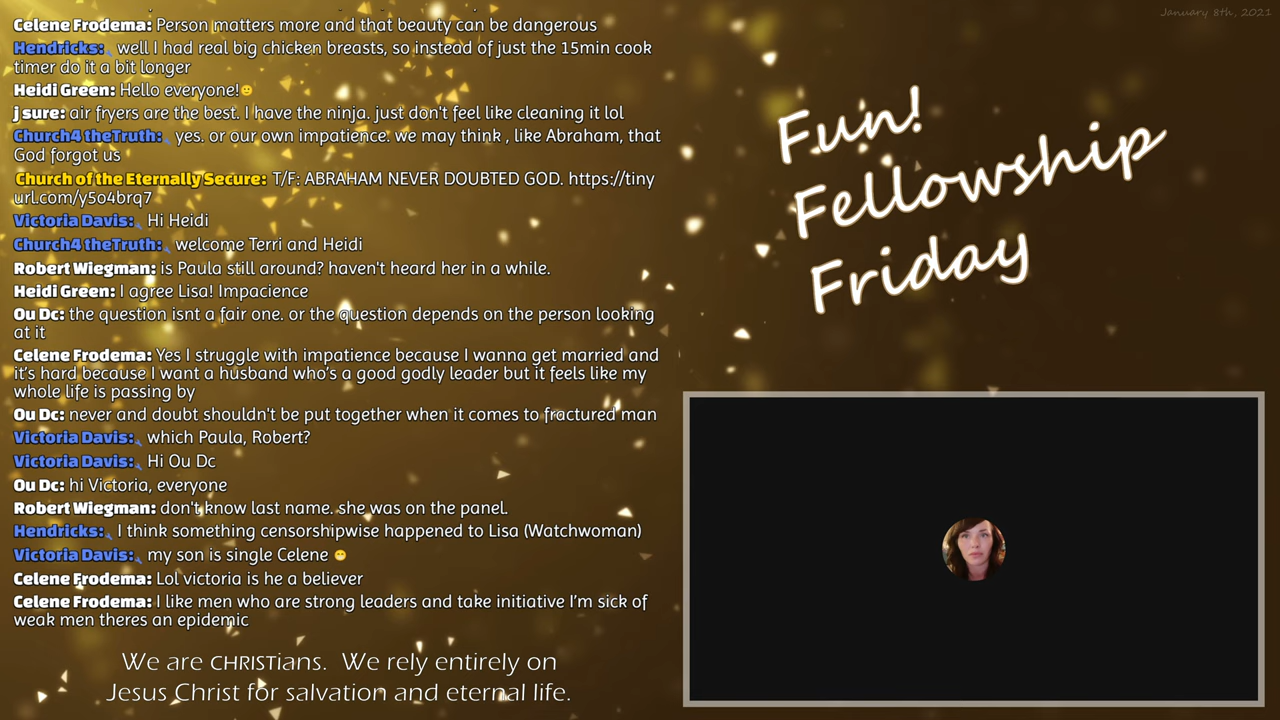 January 8th, 2021
Celene Frodema: Person matters more and that beauty can be dangerous
Hendricks: well I had real big chicken breasts, so instead of just the 15min cook
timer do it a bit longer
Heidi Green: Hello everyone!
j sure: air fryers are the best. I have the ninja. just don't feel like cleaning it lol
Church4 theTruth: yes. or our own impatience. we may think , like Abraham, that
God forgot us
Church of the Eternally Secure: T/F: ABRAHAM NEVER DOUBTED GOD. https://tiny
url.com/y5o4brq7
Victoria Davis: Hi Heidi
Church4 theTruth: welcome Terri and Heidi
Robert Wiegman: is Paula still around? haven't heard her in a while.
Heidi Green: I agree Lisa! Impacience
Ou Dc: the question isnt a fair one. or the question depends on the person looking
at it
Celene Frodema: Yes I struggle with impatience because I wanna get married and
it's hard because I want a husband who's a good godly leader but it feels like my
whole life is passing by
Ou Dc: never and doubt shouldn't be put together when it comes to fractured man
Victoria Davis: which Paula, Robert?
Victoria Davis: Hi Ou Dc
Ou Dc: hi Victoria, everyone
Robert Wiegman: don't know last name. she was on the panel.
Hendricks: I think something censorshipwise happened to Lisa (Watchwoman)
Victoria Davis: my son is single Celene
Celene Frodema: Lol victoria is he a believer
Celene Frodema: I like men who are strong leaders and take initiative I'm sick of
weak men theres an epidemic
We are CHRISTians. We rely entirely on
Jesus Christ for salvation and eternal life.
Fun!
Fellowship
Friday